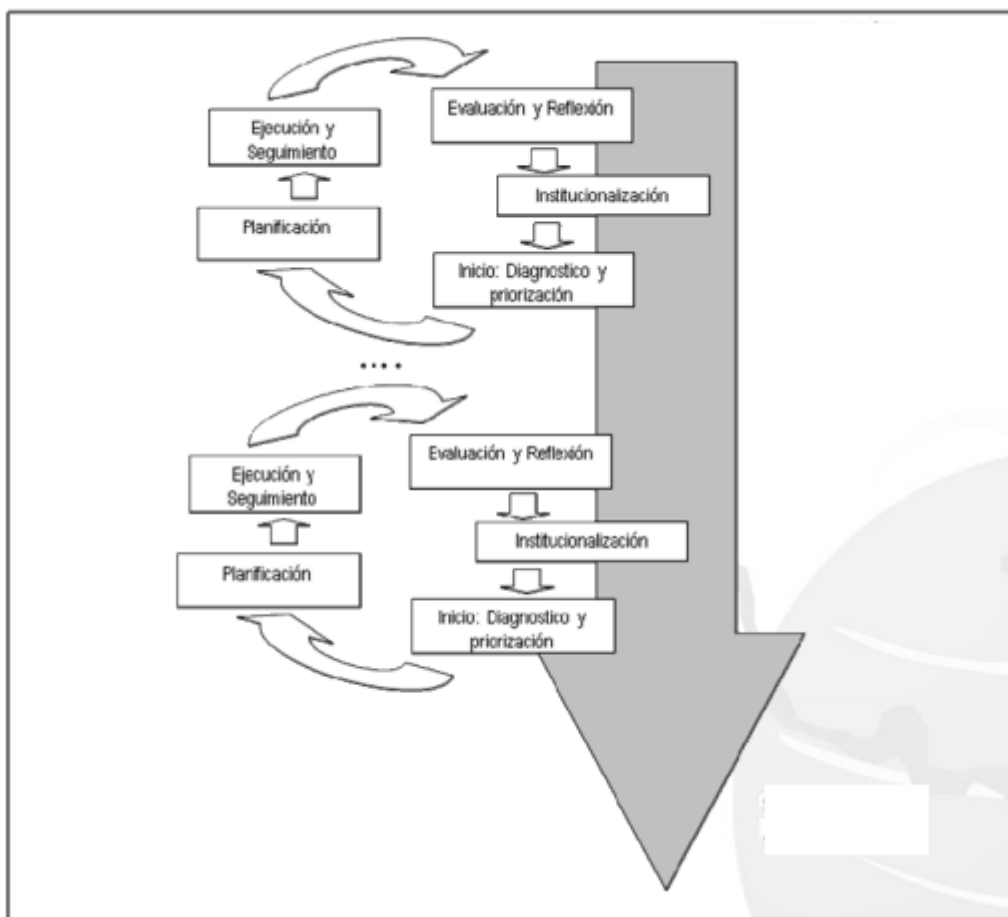 Evaluación y Reflexión
Ejecución y
Seguimiento
Institucionalización
Planificación
Inicio: Diagnostico y
priorización
....
Evaluación y Reflexión
Ejecución y
Seguimiento
Institucionalización
Planificación
Inicio: Diagnostico y
priorización